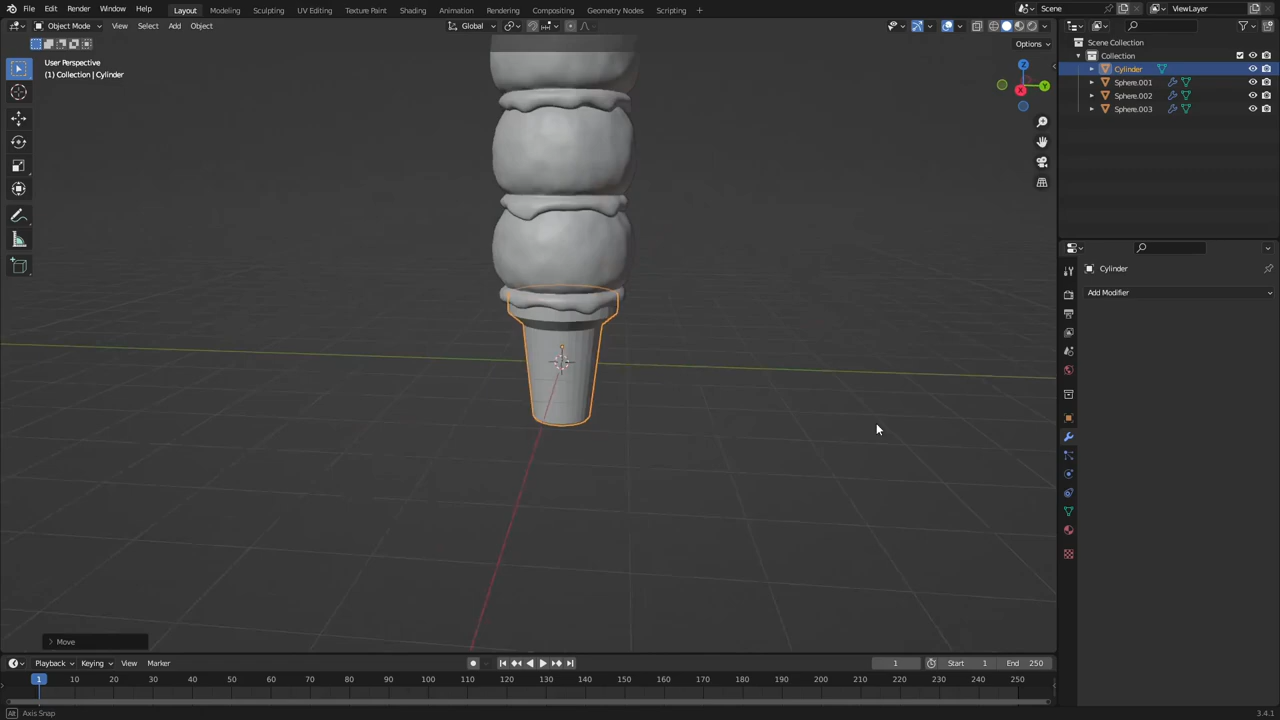 File Edit Render Window Help Layout Modeling Sculpting UV Editing Texture Paint Shading Animation Rendering Compositing Geometry Nodes Scripting Scene ViewLayer
Object Mode View Select Add Object Global
Options
User Perspective
(1) Collection | Cylinder
Z
Y
X
Scene Collection
Collection
Cylinder
Sphere.001
Sphere.002
Sphere.003
Cylinder
Add Modifier
Move
Playback Keying View Marker 1 Start 1 End 250
1 10 20 30 40 50 60 70 80 90 100 110 120 130 140 150 160 170 180 190 200 210 220 230 240 250
Alt Axis Snap 3.4.1